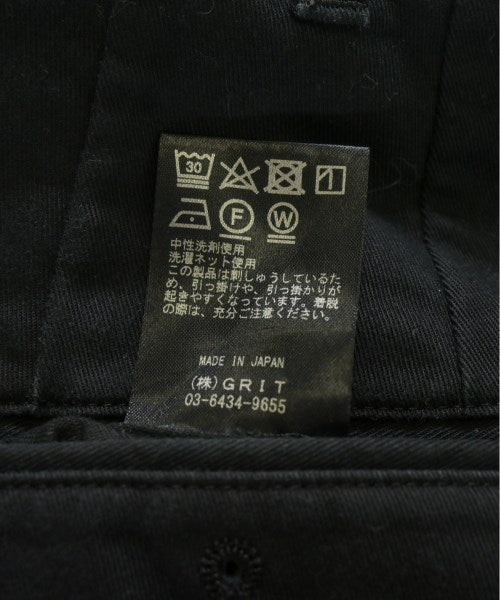 30
F W
中性洗剤使用
洗濯ネット使用
この製品は刺しゅうしているた
め、引っ掛けや、引っ掛かりが
起きやすくなっています。着脱
の際は、充分ご注意ください。
MADE IN JAPAN
(株)GRIT
03-6434-9655